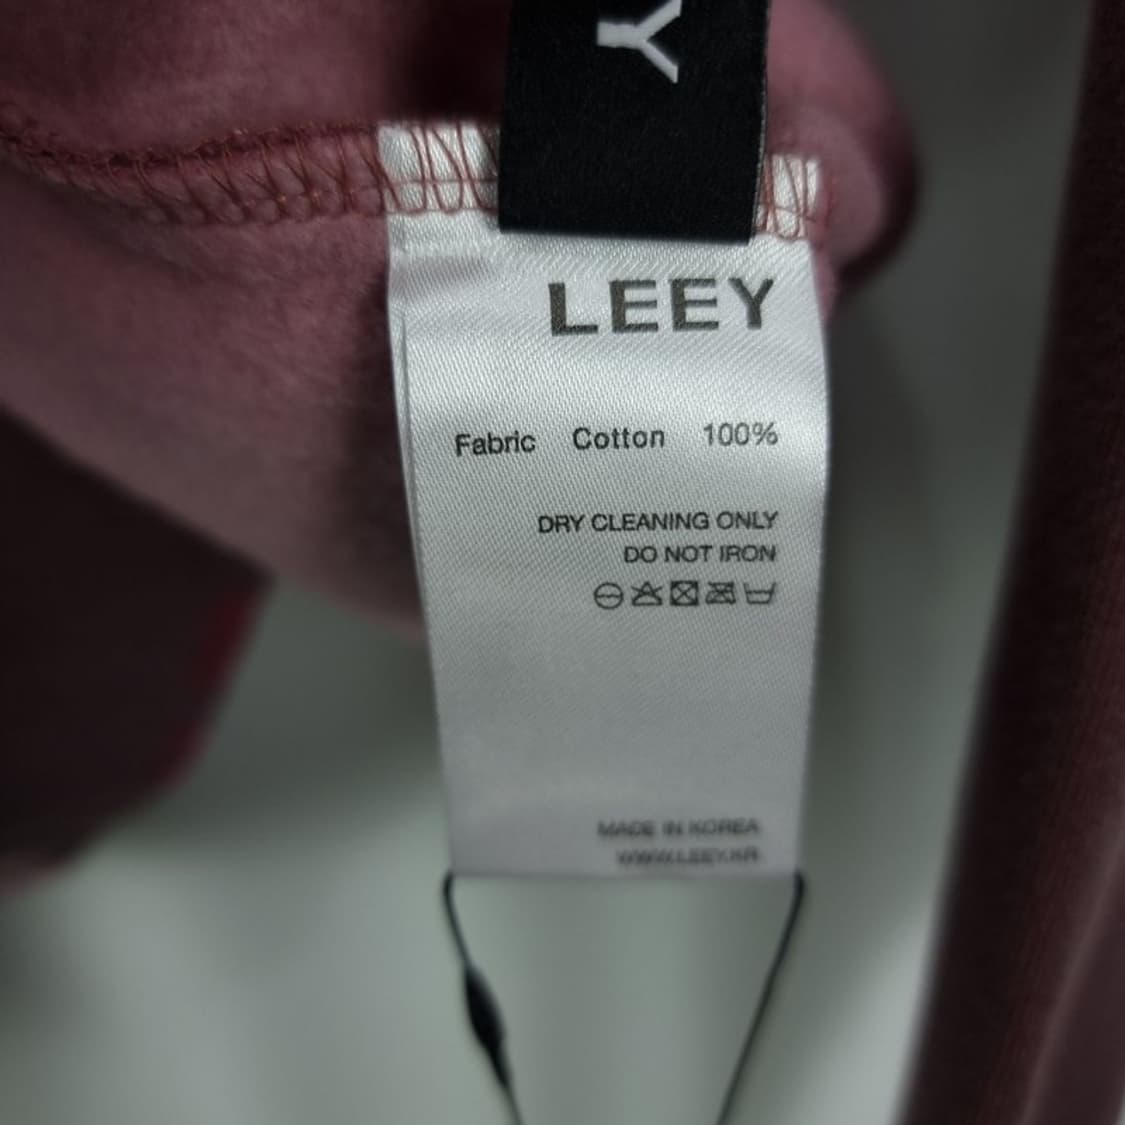 Y
LEEY
Fabric Cotton 100%
DRY CLEANING ONLY
DO NOT IRON
MADE IN KOREA
WWW.LEEY.KR